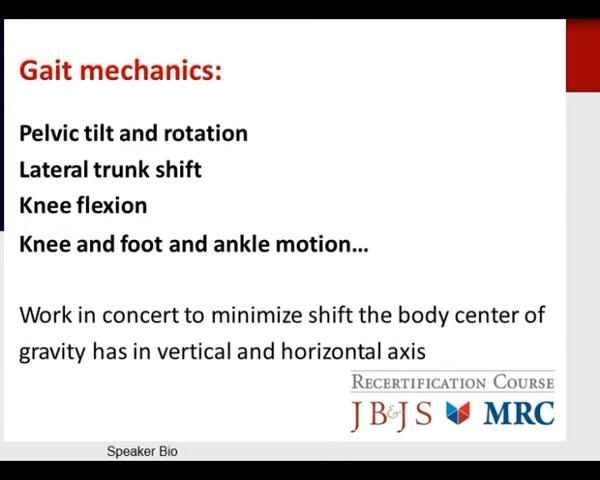 Gait mechanics:
Pelvic tilt and rotation
Lateral trunk shift
Knee flexion
Knee and foot and ankle motion...
Work in concert to minimize shift the body center of
gravity has in vertical and horizontal axis
RECERTIFICATION COURSE
JB&JS MRC
Speaker Bio